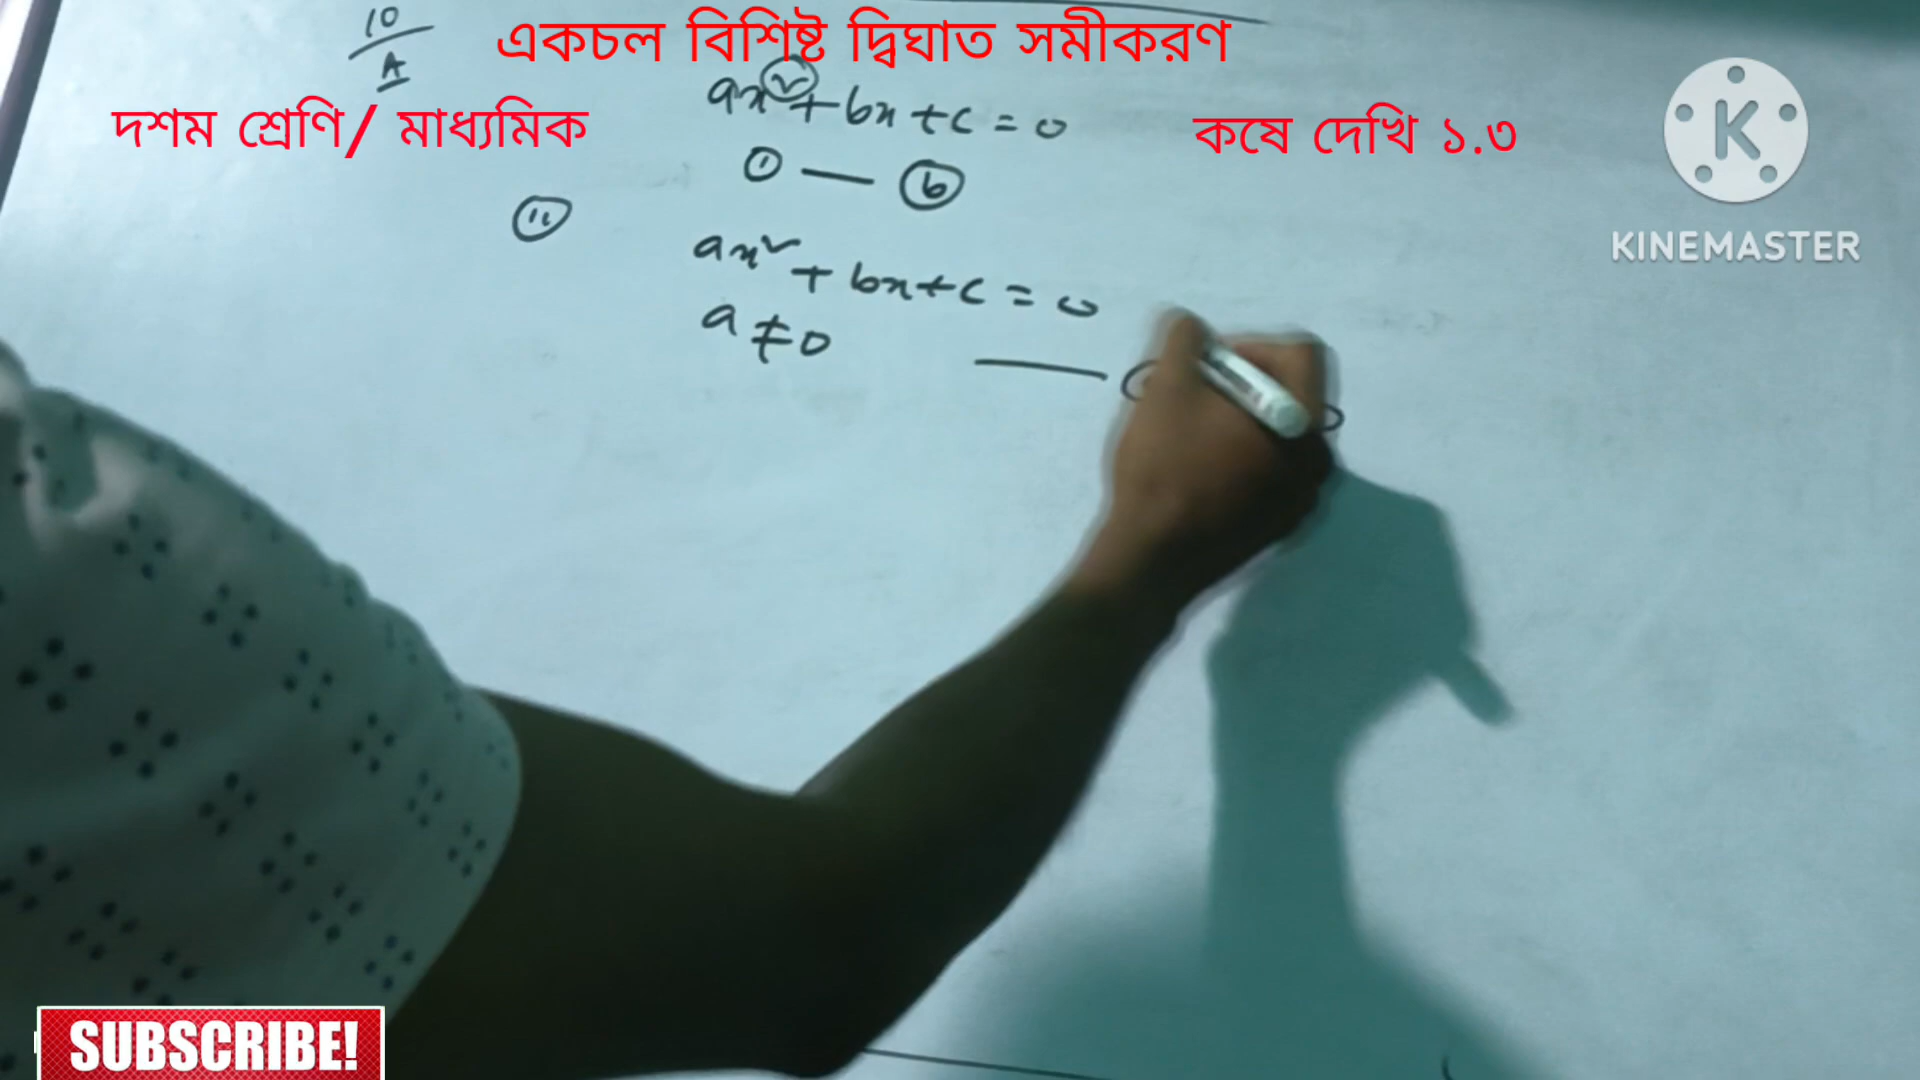 10
A
একচল বিশিষ্ট দ্বিঘাত সমীকরণ
ax² + bx + c = 0
দশম শ্রেণি/ মাধ্যমিক
কষে দেখি ১.৩
K
KINEMASTER
① — ⑥
ⓘⓘ
ax² + bx + c = 0
a ≠ 0
SUBSCRIBE!